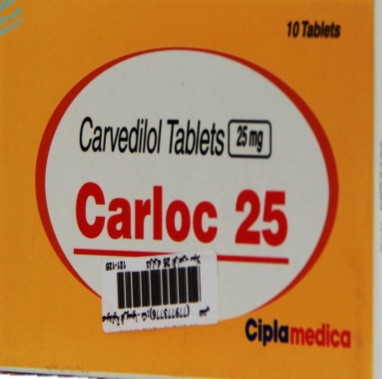 10 Tablets
Carvedilol Tablets 25 mg
Carloc 25
Ciplamedica